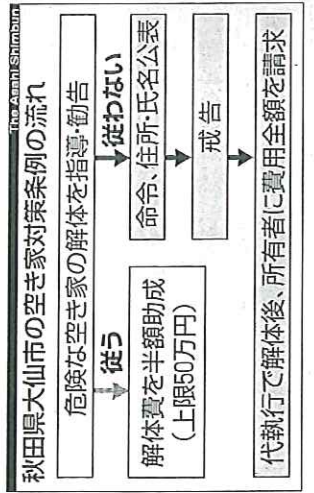 The Asahi Shimbun
秋田県大仙市の空き家対策条例の流れ
危険な空き家の解体を指導・勧告
従う
従わない
解体費を半額助成
(上限50万円)
命令、住所・氏名公表
戒告
代執行で解体後、所有者に費用全額を請求